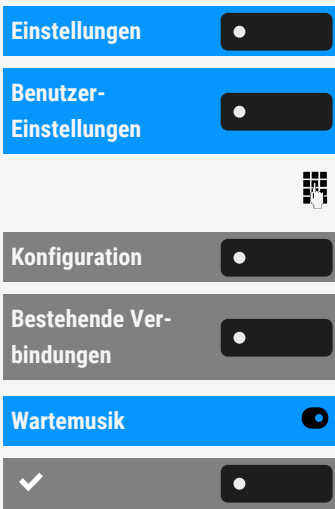 Einstellungen
Benutzer-
Einstellungen
Konfiguration
Bestehende Ver-
bindungen
Wartemusik